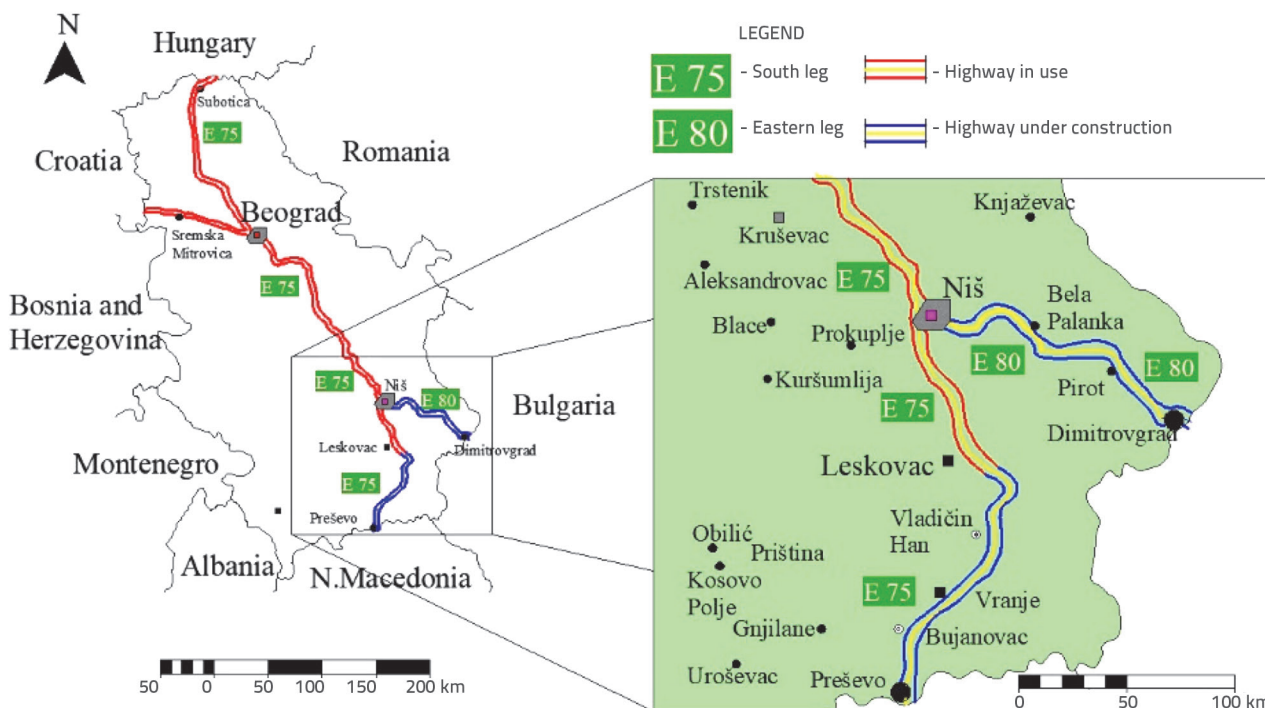 N
Hungary
Subotica
E 75
Croatia
Romania
Beograd
Sremska
Mitrovica
E 75
Bosnia and
Herzegovina
E 75
Niš
E 80
Bulgaria
Leskovac
Dimitrovgrad
Montenegro
E 75
Preševo
Albania
N.Macedonia
50 0 50 100 150 200 km
LEGEND
E 75 - South leg - Highway in use
E 80 - Eastern leg - Highway under construction
Trstenik
Knjaževac
Kruševac
Aleksandrovac
E 75
Niš
Bela
Palanka
Blace
Prokuplje
E 80
E 80
Kuršumlija
Pirot
E 75
Dimitrovgrad
Leskovac
Vladičin
Han
Obilić
Priština
Kosovo
Polje
E 75
Vranje
Gnjilane
Bujanovac
Uroševac
Preševo
0 50 100 km